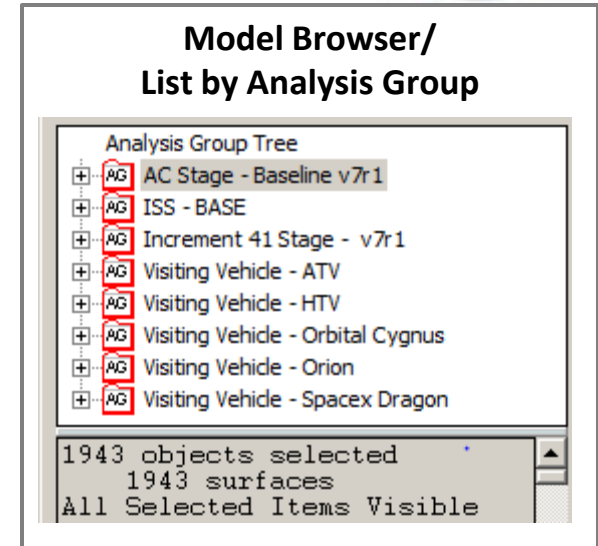 Model Browser/
List by Analysis Group
Analysis Group Tree
AG AC Stage - Baseline v7r1
AG ISS - BASE
AG Increment 41 Stage - v7r1
AG Visiting Vehicle - ATV
AG Visiting Vehicle - HTV
AG Visiting Vehicle - Orbital Cygnus
AG Visiting Vehicle - Orion
AG Visiting Vehicle - Spacex Dragon
1943 objects selected
1943 surfaces
All Selected Items Visible